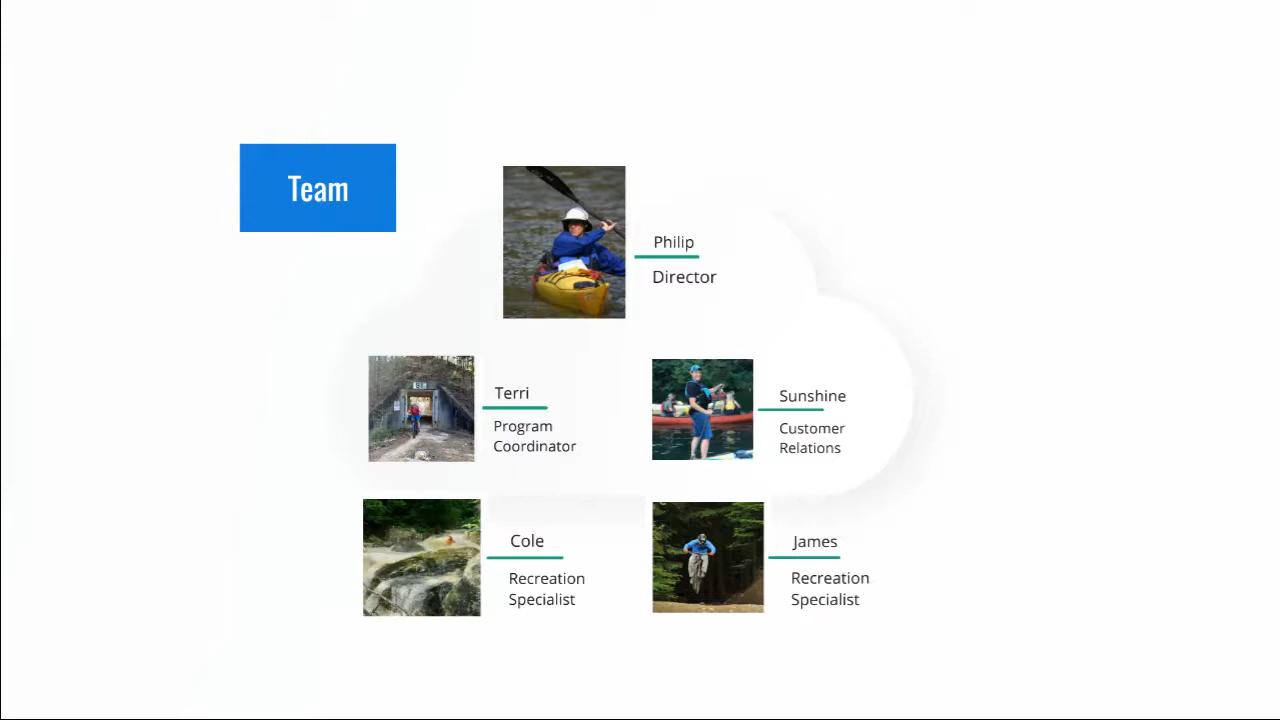 Team
Philip
Director
Terri
Program
Coordinator
Sunshine
Customer
Relations
Cole
Recreation
Specialist
James
Recreation
Specialist